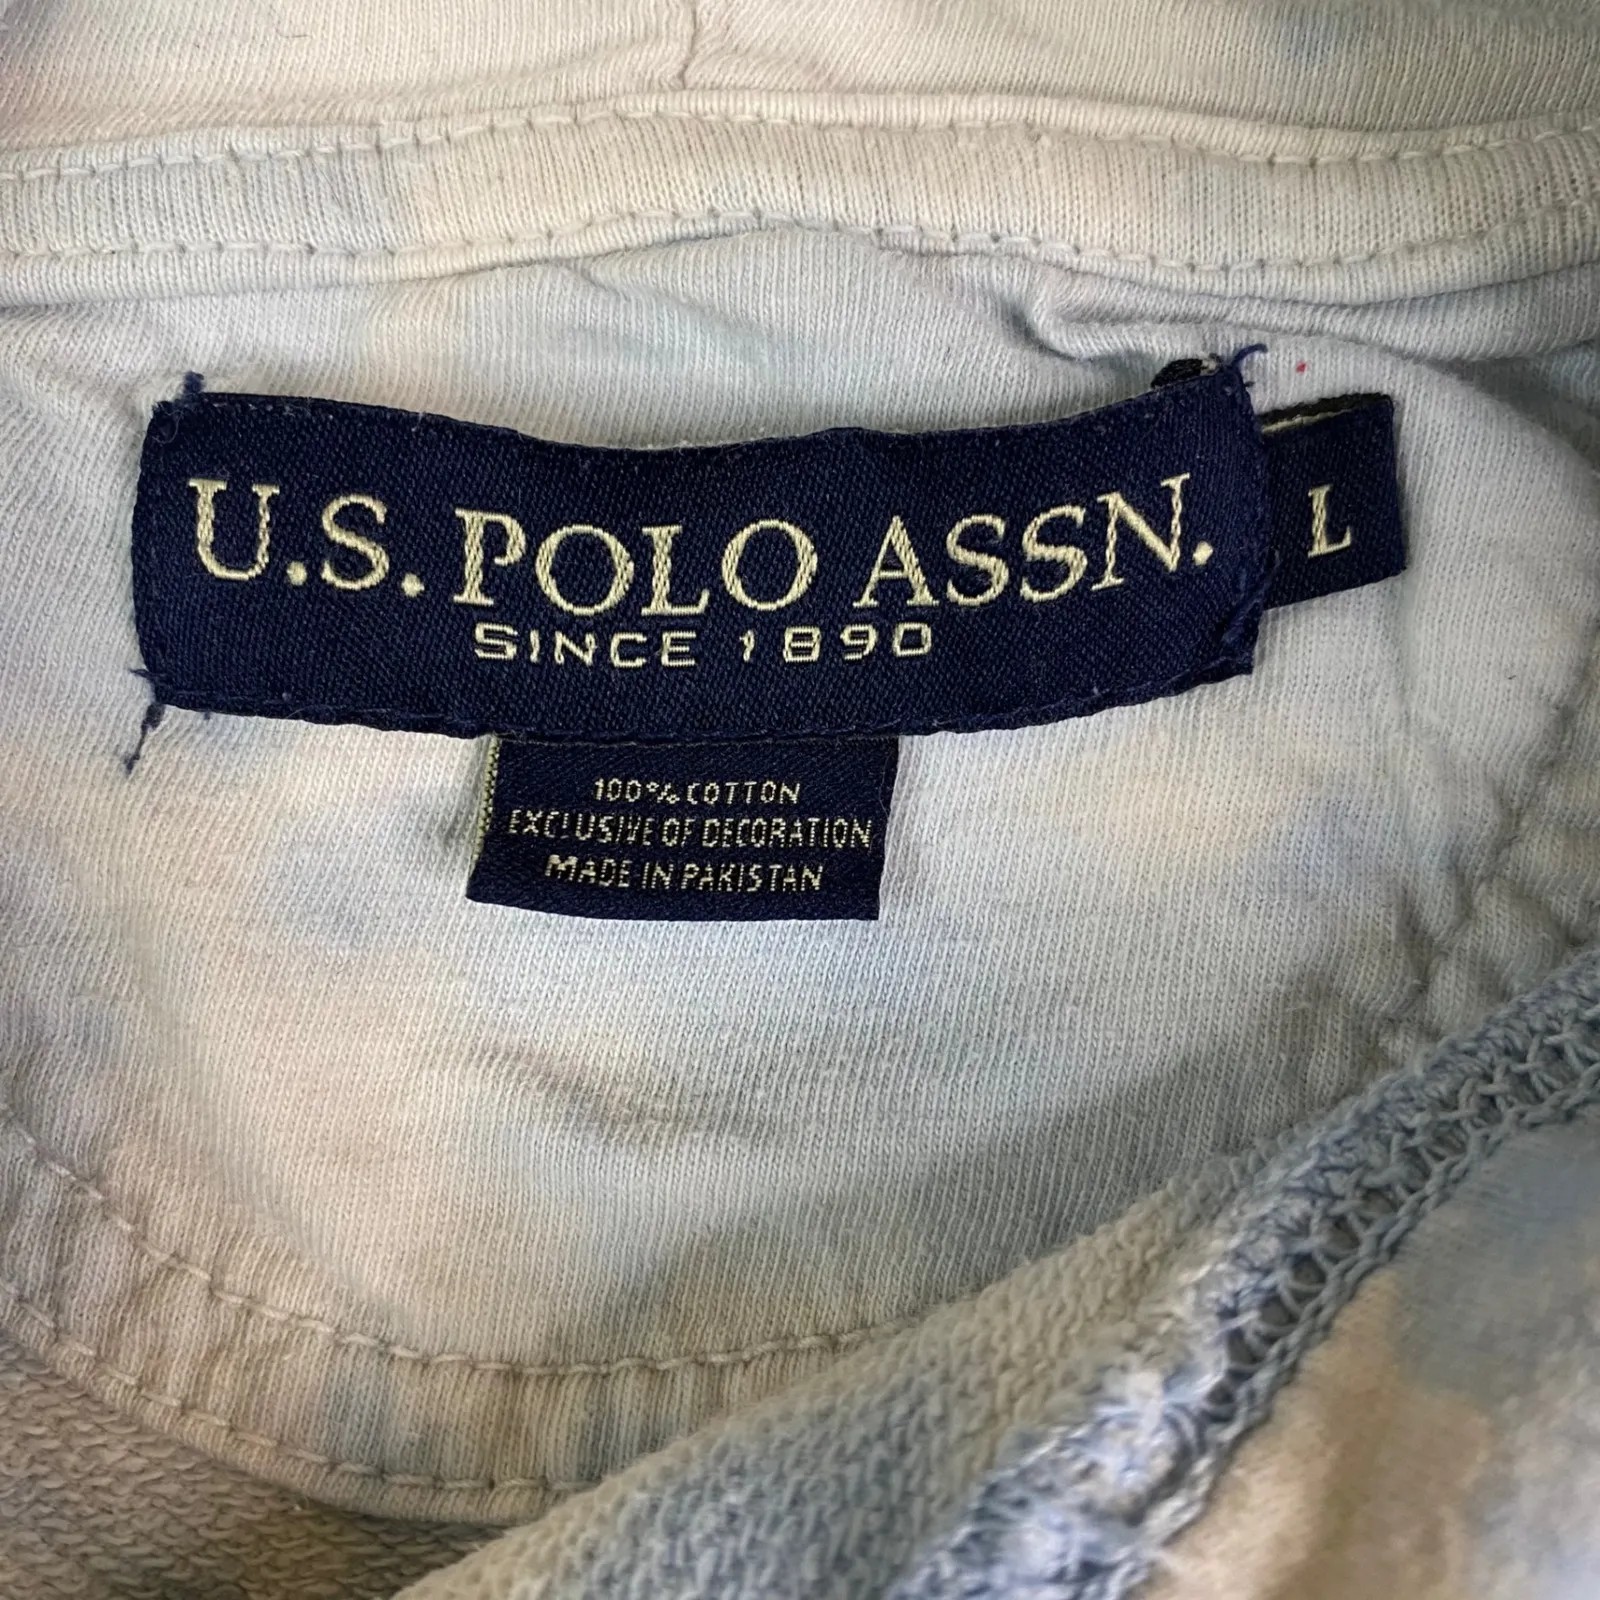 U.S. POLO ASSN.
SINCE 1890
L
100% COTTON
EXCLUSIVE OF DECORATION
MADE IN PAKISTAN